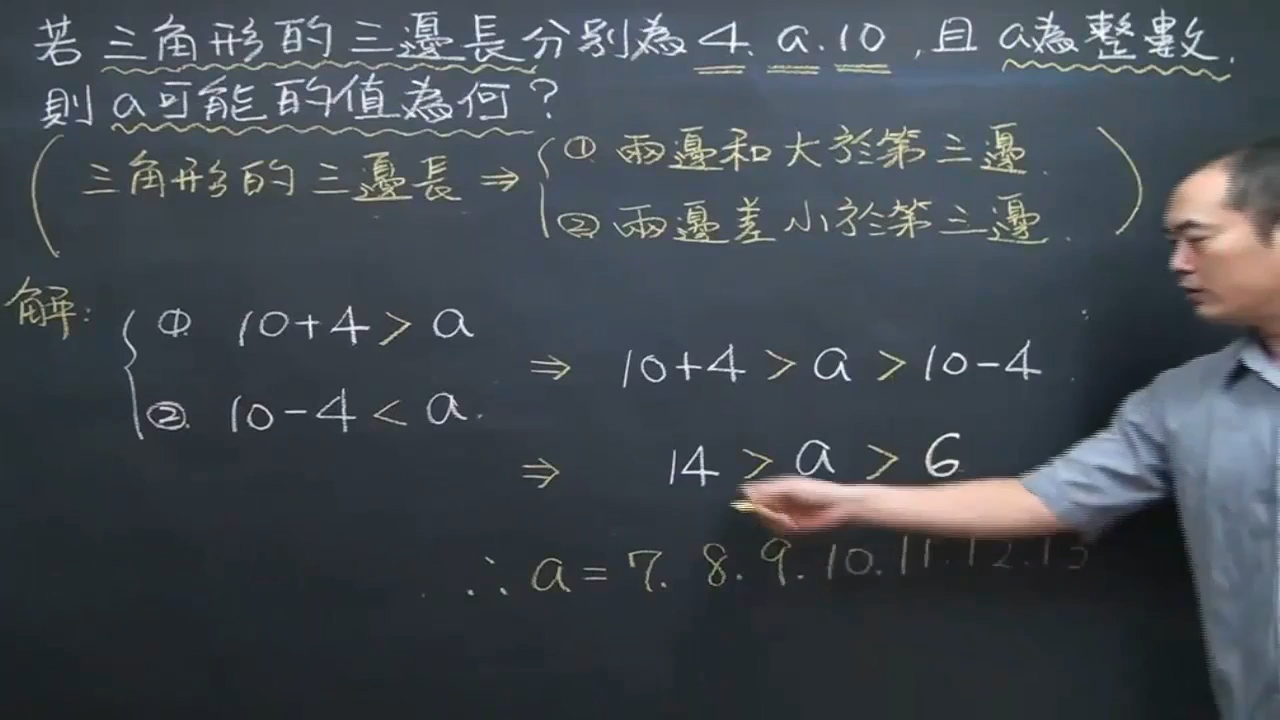 若三角形的三邊長分別為4.a.10,且a為整數,
則a可能的值為何?
(三角形的三邊長⇒{① 兩邊和大於第三邊.
② 兩邊差小於第三邊.)
解:{① 10+4>a
② 10-4<a.
⇒ 10+4>a>10-4.
⇒ 14>a>6
∴a=7.8.9.10.11.12.13